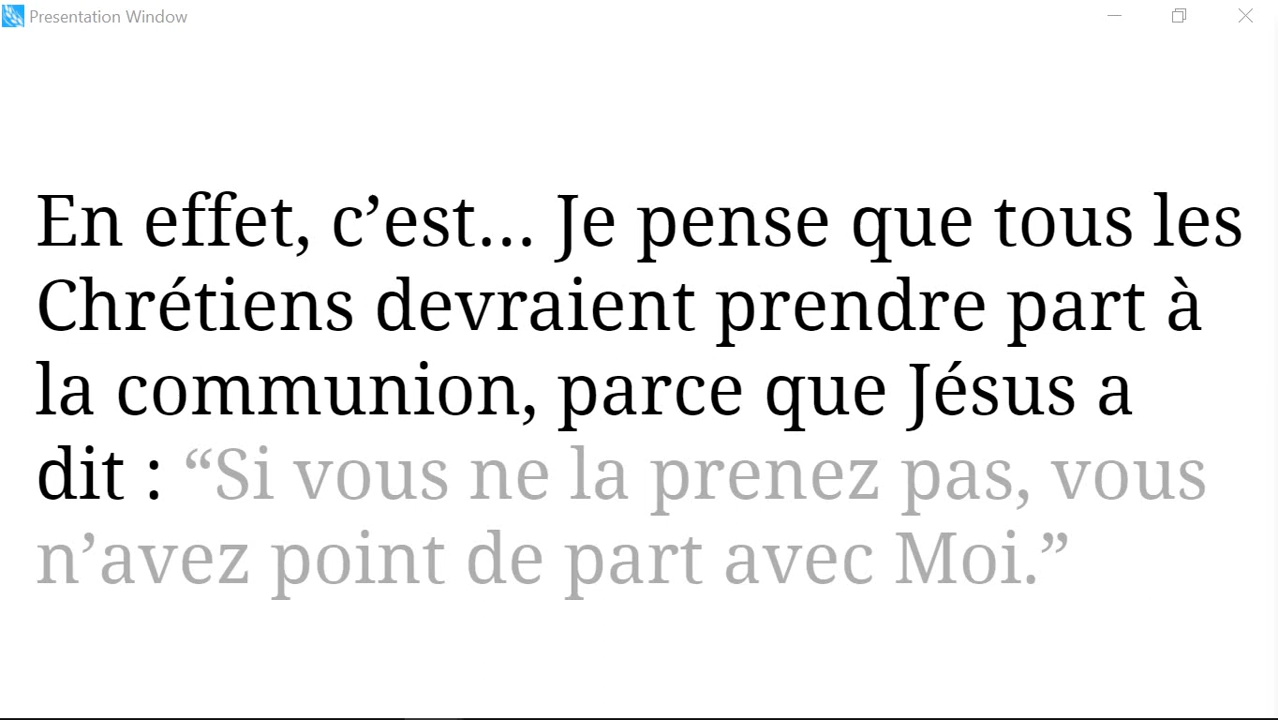 Presentation Window
En effet, c’est… Je pense que tous les
Chrétiens devraient prendre part à
la communion, parce que Jésus a
dit : “Si vous ne la prenez pas, vous
n’avez point de part avec Moi.”